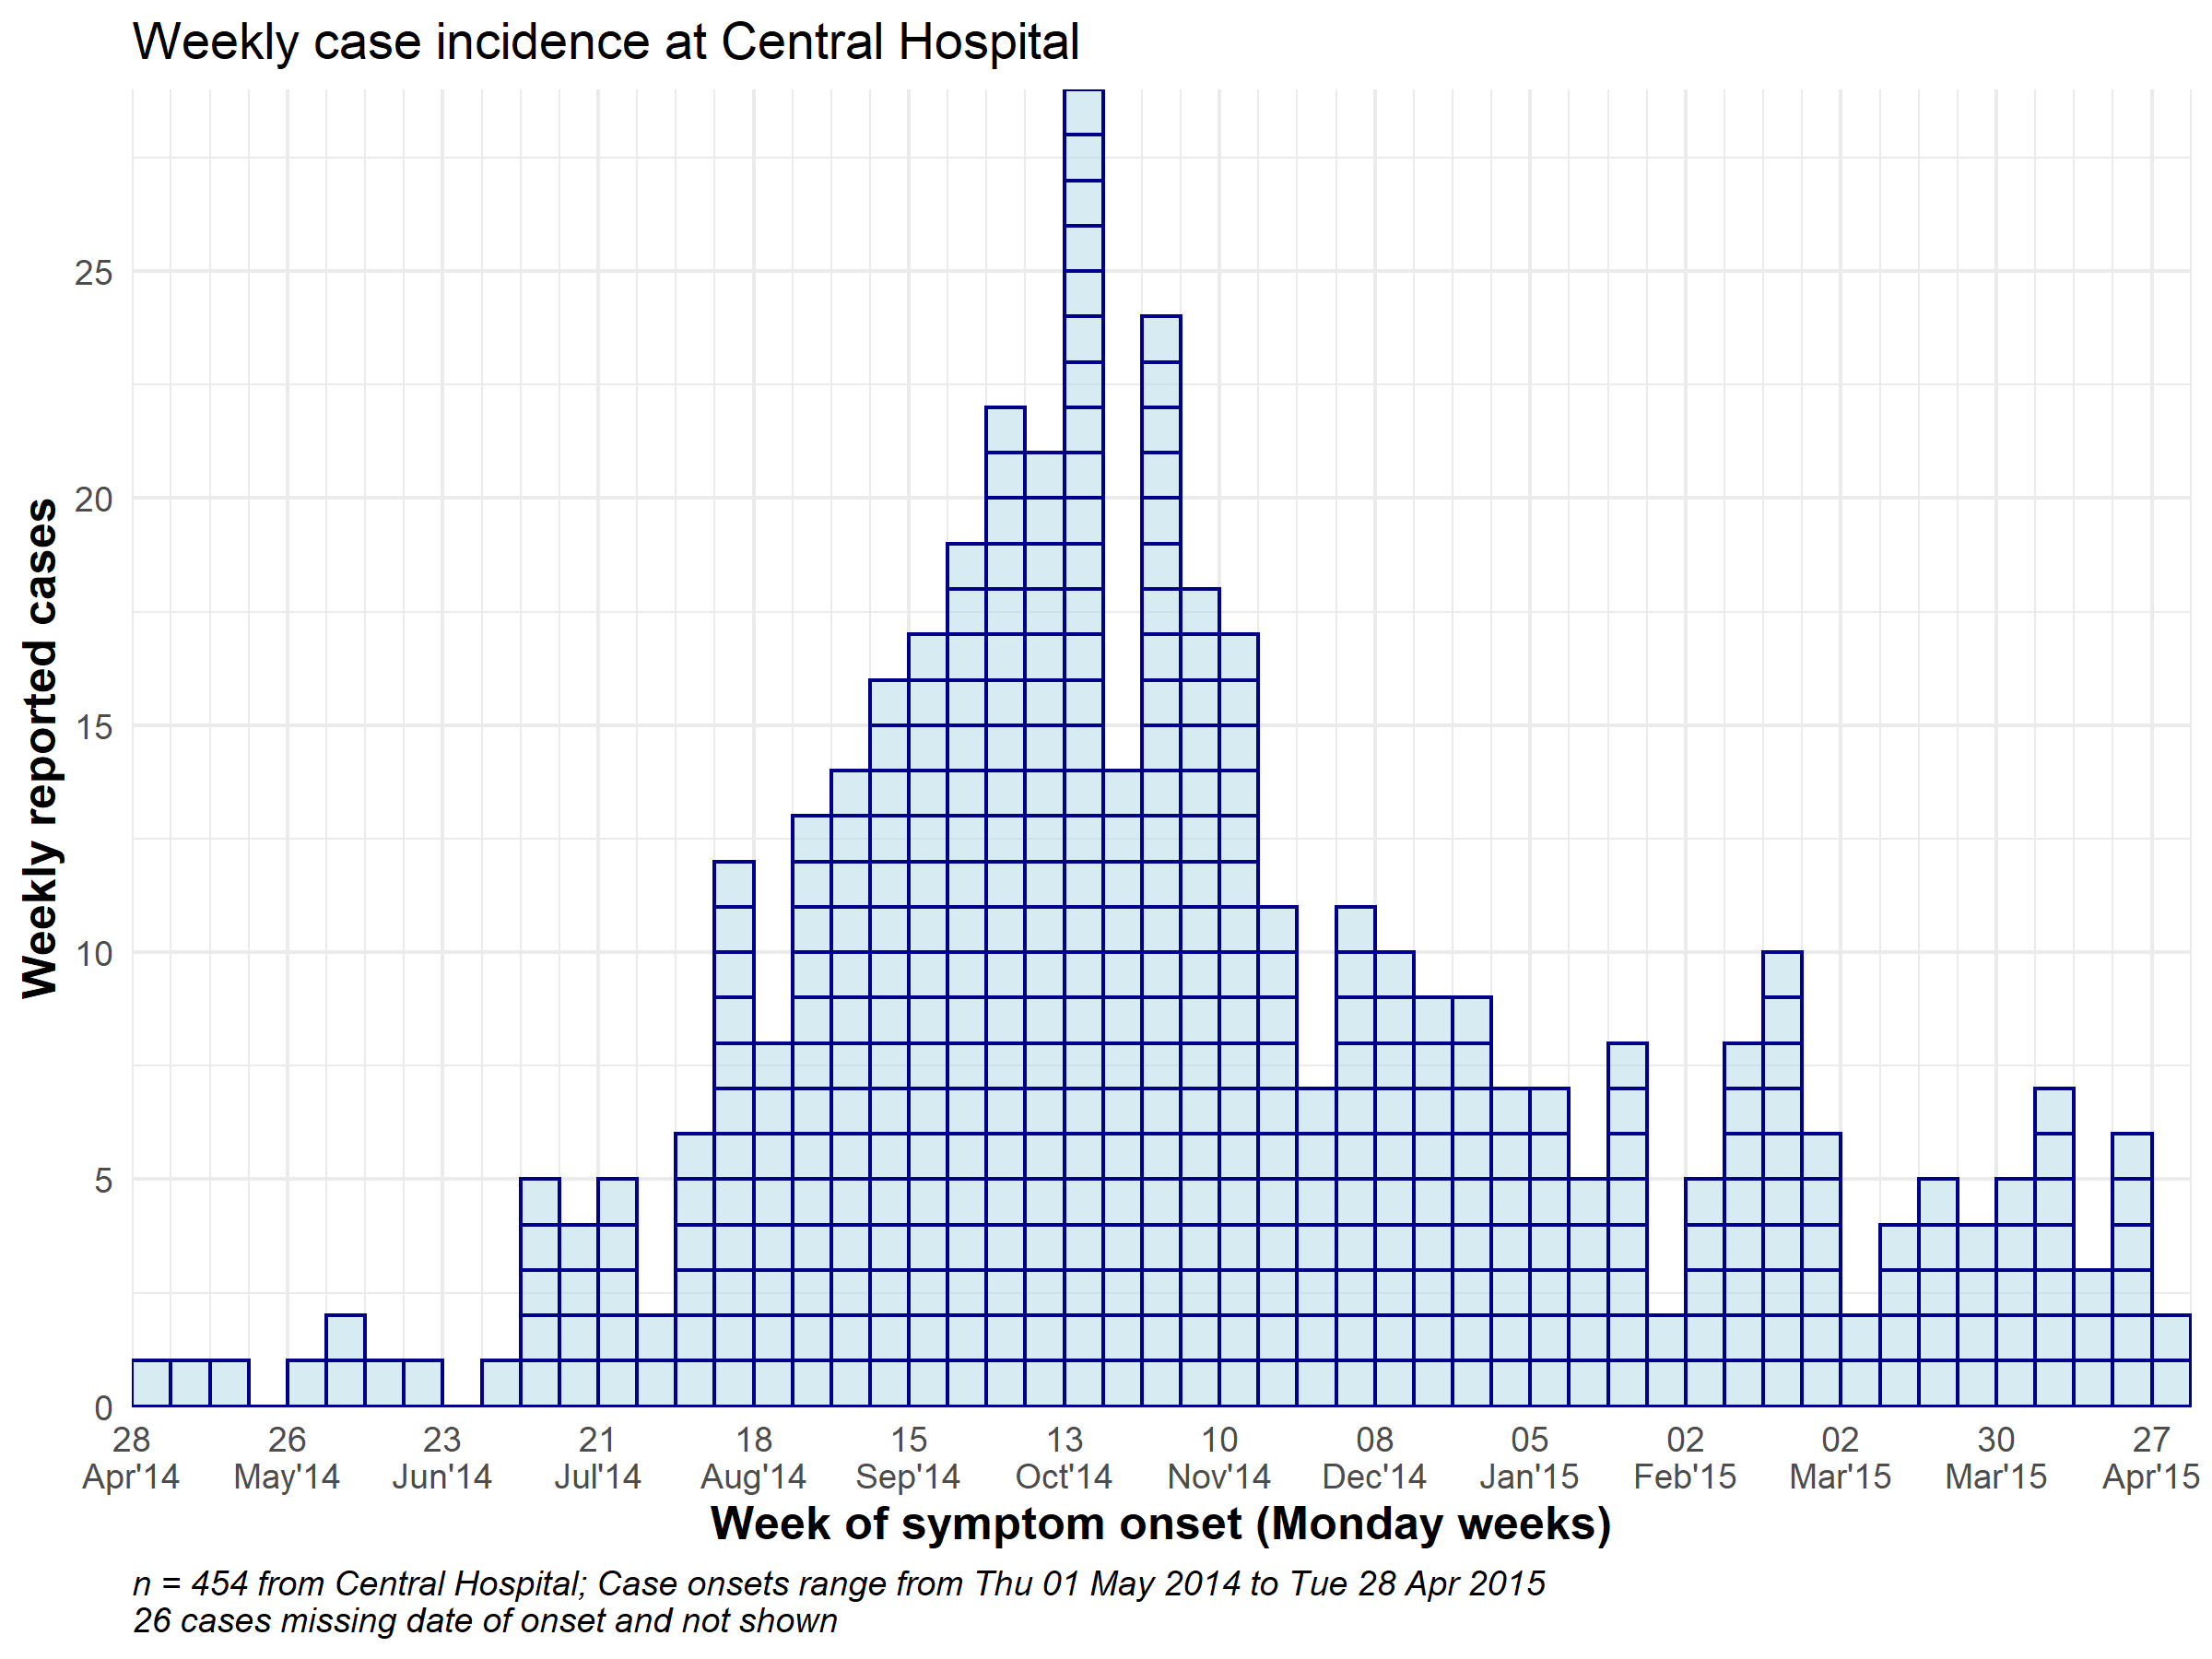 Weekly case incidence at Central Hospital
Weekly reported cases
25
20
15
10
5
0
28 26 23 21 18 15 13 10 08 05 02 02 30 27
Apr'14 May'14 Jun'14 Jul'14 Aug'14 Sep'14 Oct'14 Nov'14 Dec'14 Jan'15 Feb'15 Mar'15 Mar'15 Apr'15
Week of symptom onset (Monday weeks)
n = 454 from Central Hospital; Case onsets range from Thu 01 May 2014 to Tue 28 Apr 2015
26 cases missing date of onset and not shown